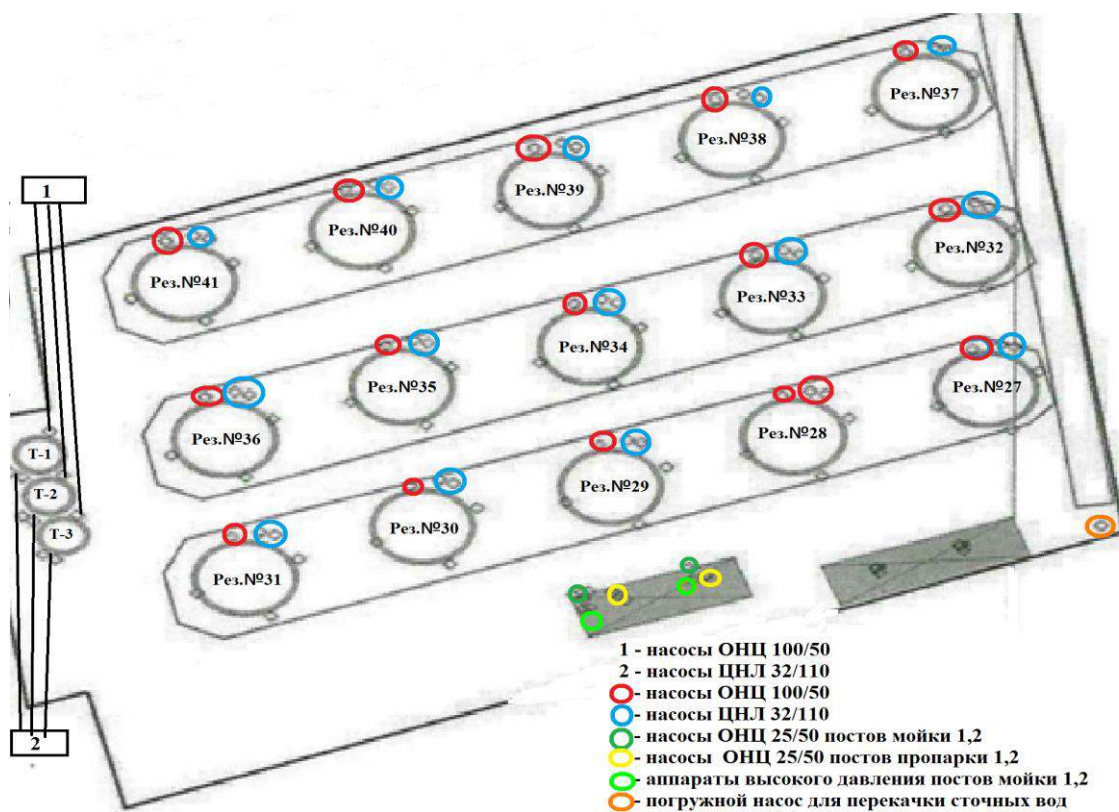 Рез.№37
Рез.№38
Рез.№39
Рез.№40
Рез.№41
1
Рез.№32
Рез.№33
Рез.№34
Рез.№35
Рез.№36
Рез.№27
Рез.№28
Рез.№29
Рез.№30
Рез.№31
Т-1
Т-2
Т-3
2
1 - насосы ОНЦ 100/50
2 - насосы ЦНЛ 32/110
- насосы ОНЦ 100/50
- насосы ЦНЛ 32/110
- насосы ОНЦ 25/50 постов мойки 1,2
- насосы ОНЦ 25/50 постов пропарки 1,2
- аппараты высокого давления постов мойки 1,2
- погружной насос для перекачки сточных вод